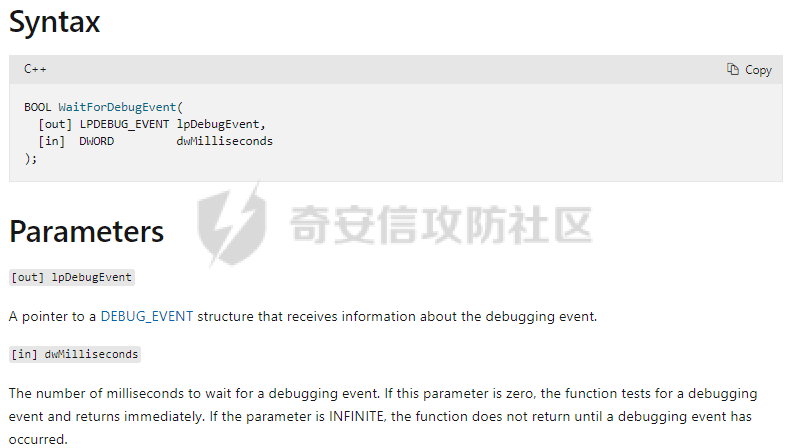 Syntax
C++
Copy
BOOL WaitForDebugEvent(
[out] LPDEBUG_EVENT lpDebugEvent,
[in] DWORD dwMilliseconds
);
奇安信攻防社区
Parameters
[out] lpDebugEvent
A pointer to a DEBUG_EVENT structure that receives information about the debugging event.
[in] dwMilliseconds
The number of milliseconds to wait for a debugging event. If this parameter is zero, the function tests for a debugging
event and returns immediately. If the parameter is INFINITE, the function does not return until a debugging event has
occurred.